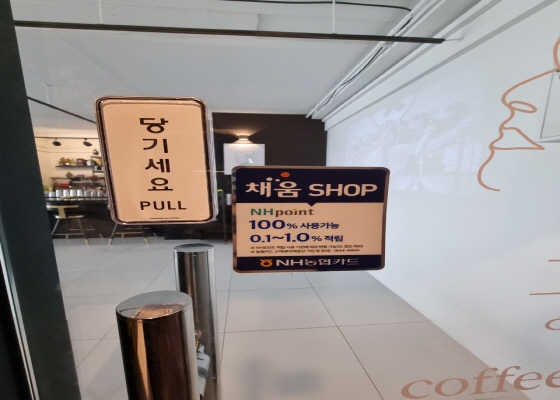 당기세요
PULL
채움 SHOP
NHpoint
100% 사용가능
0.1~1.0% 적립
NH농협카드
coffee